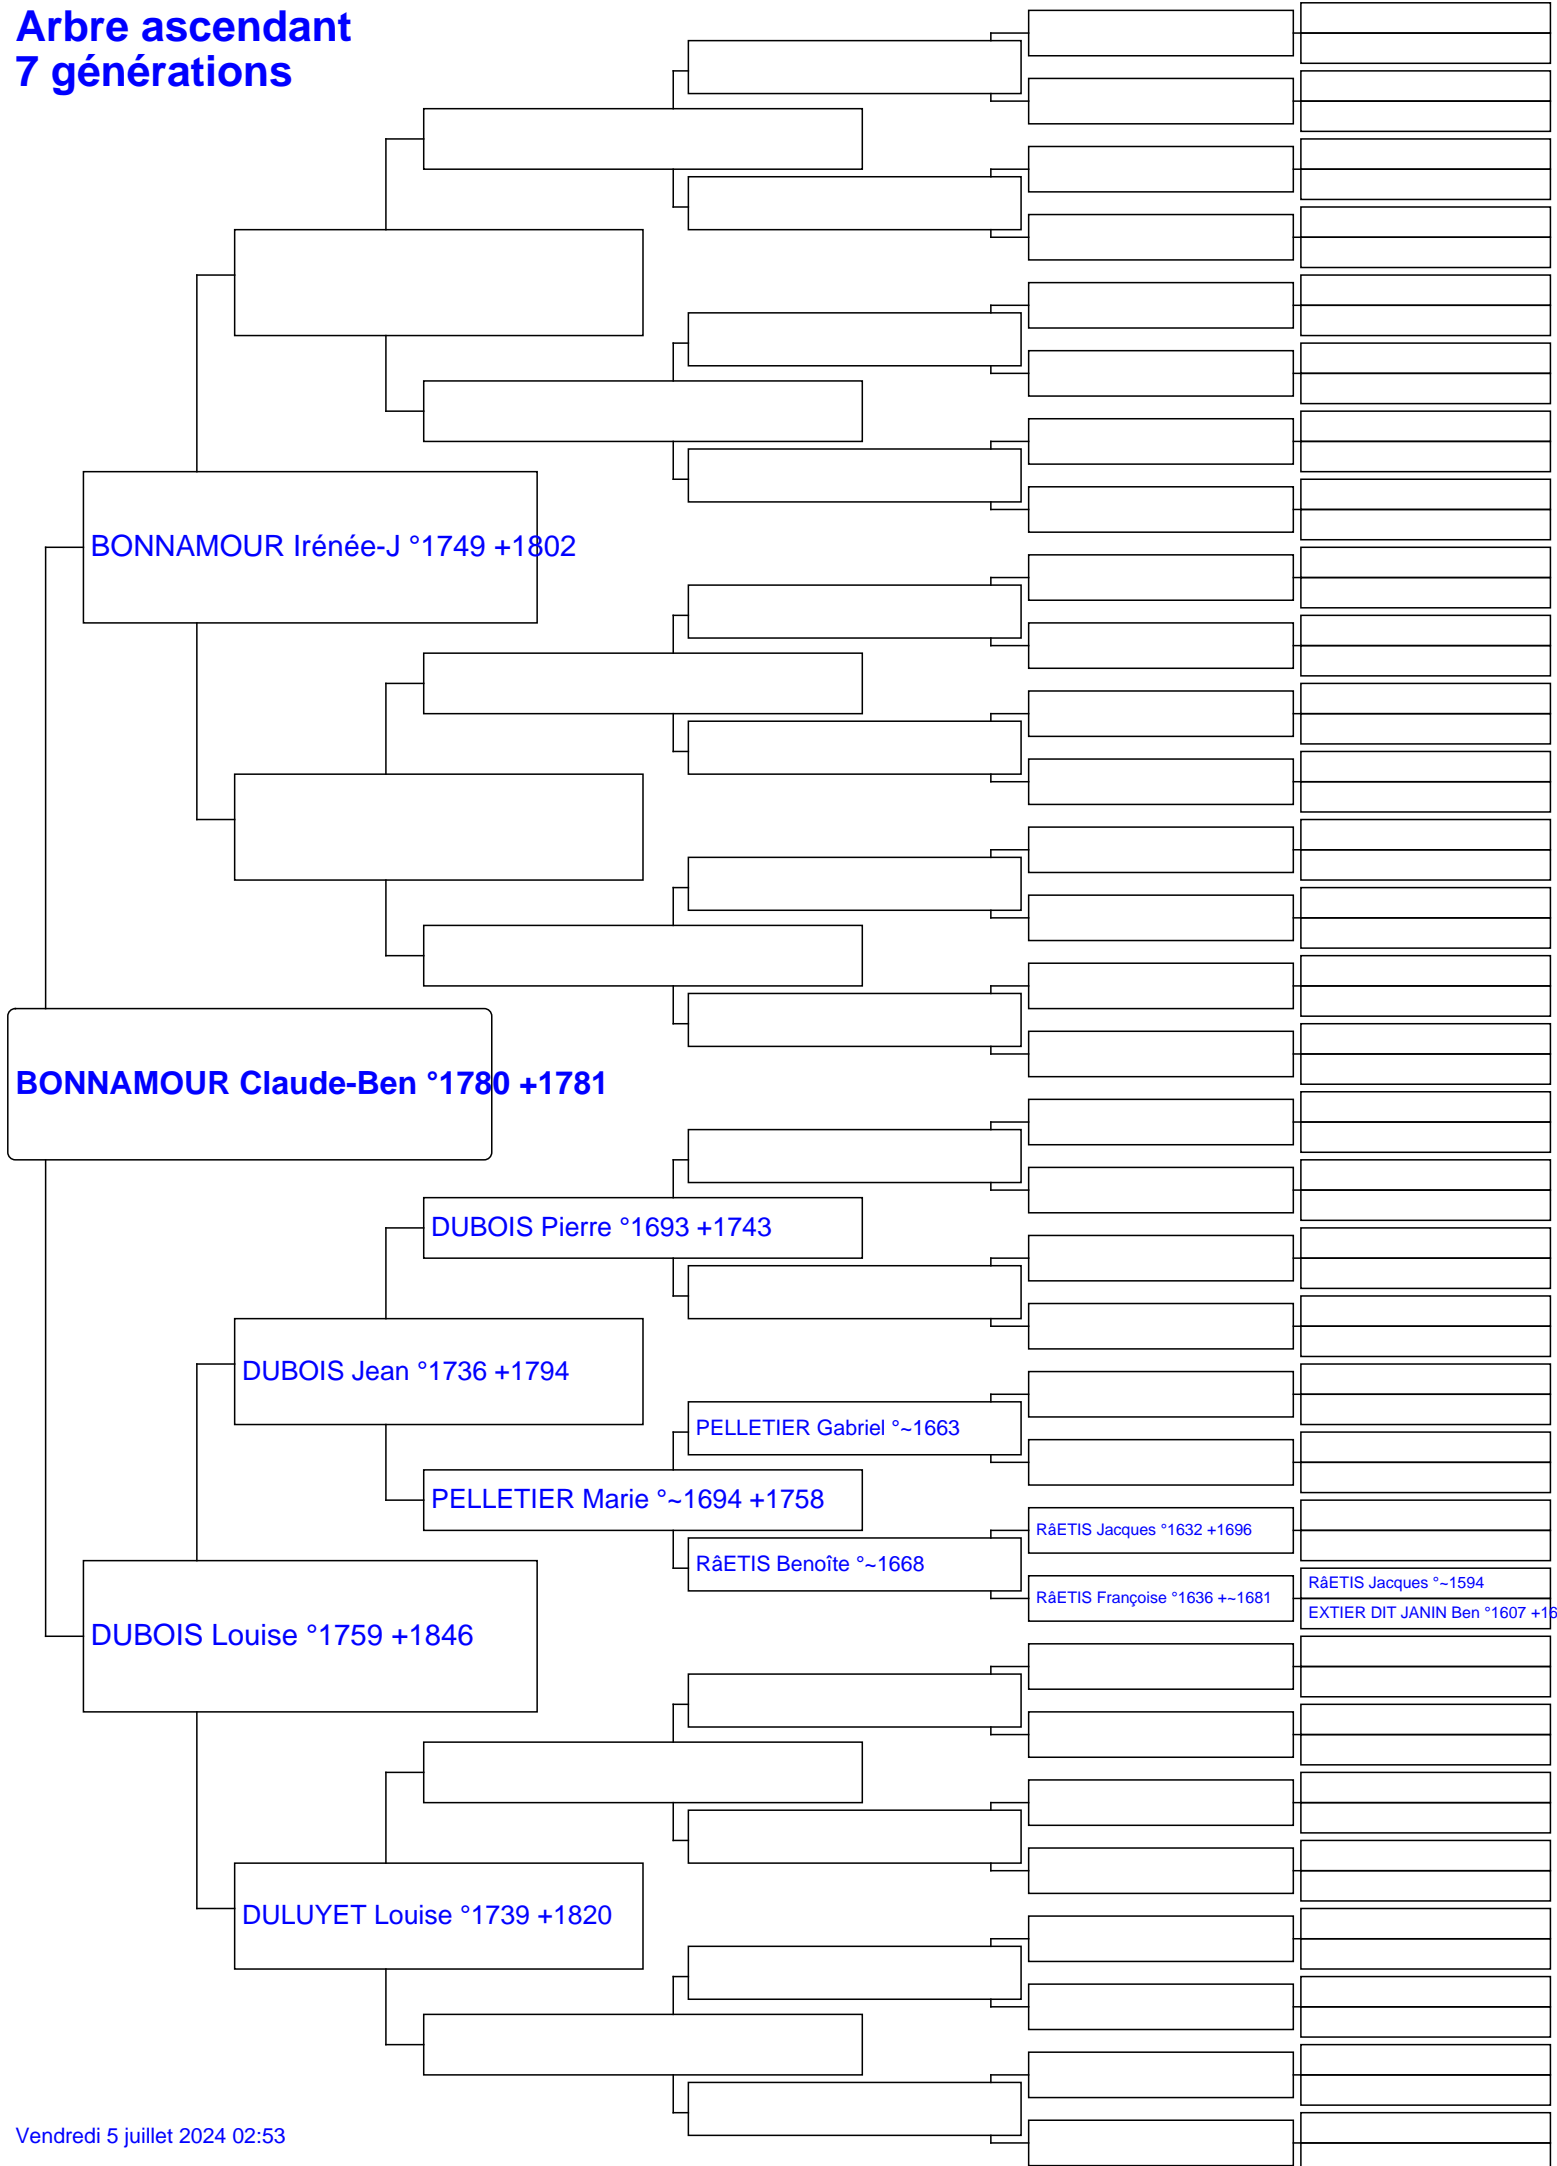 Arbre ascendant
7 générations
BONNAMOUR Irénée-J °1749 +1802
BONNAMOUR Claude-Ben °1780 +1781
DUBOIS Pierre °1693 +1743
DUBOIS Jean °1736 +1794
PELLETIER Gabriel °~1663
PELLETIER Marie °~1694 +1758
RâETIS Jacques °1632 +1696
RâETIS Benoîte °~1668
RâETIS Jacques °~1594
RâETIS Françoise °1636 +~1681
EXTIER DIT JANIN Ben °1607 +16
DUBOIS Louise °1759 +1846
DULUYET Louise °1739 +1820
Vendredi 5 juillet 2024 02:53